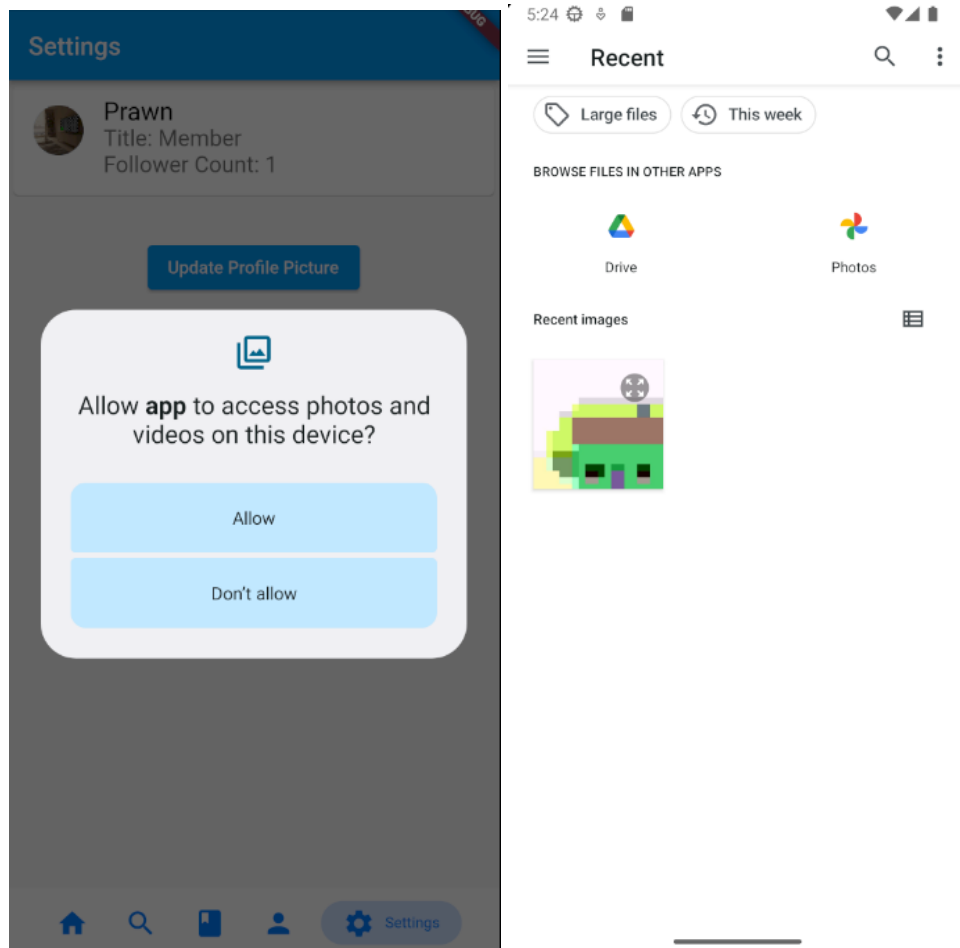 Settings
Prawn
Title: Member
Follower Count: 1
Update Profile Picture
Allow app to access photos and
videos on this device?
Allow
Don't allow
Settings
5:24
Recent
Large files
This week
BROWSE FILES IN OTHER APPS
Drive
Photos
Recent images